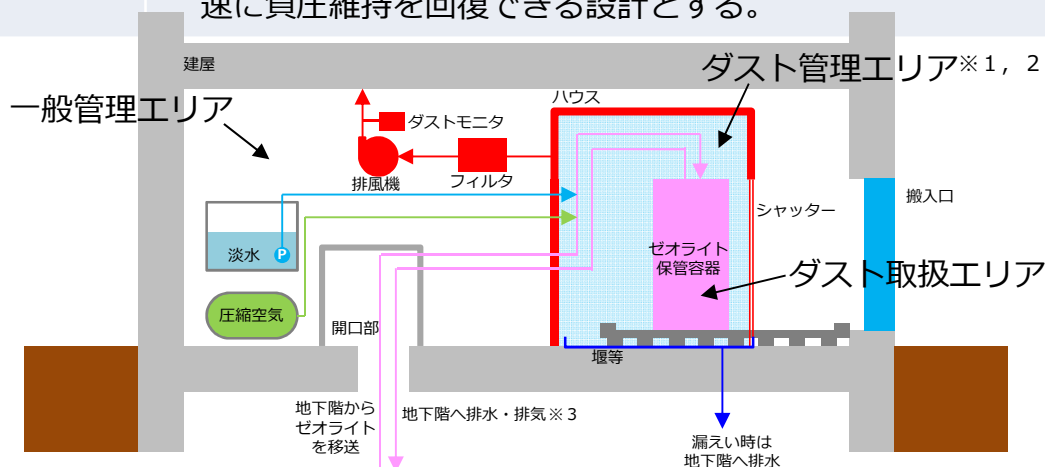 速に負圧維持を回復できる設計とする。
建屋
ダスト管理エリア※1，2
一般管理エリア
ハウス
ダストモニタ
排風機
フィルタ
搬入口
シャッター
淡水
P
ゼオライト
保管容器
ダスト取扱エリア
圧縮空気
開口部
堰等
地下階から
ゼオライト
を移送
地下階へ排水・排気※3
漏えい時は
地下階へ排水